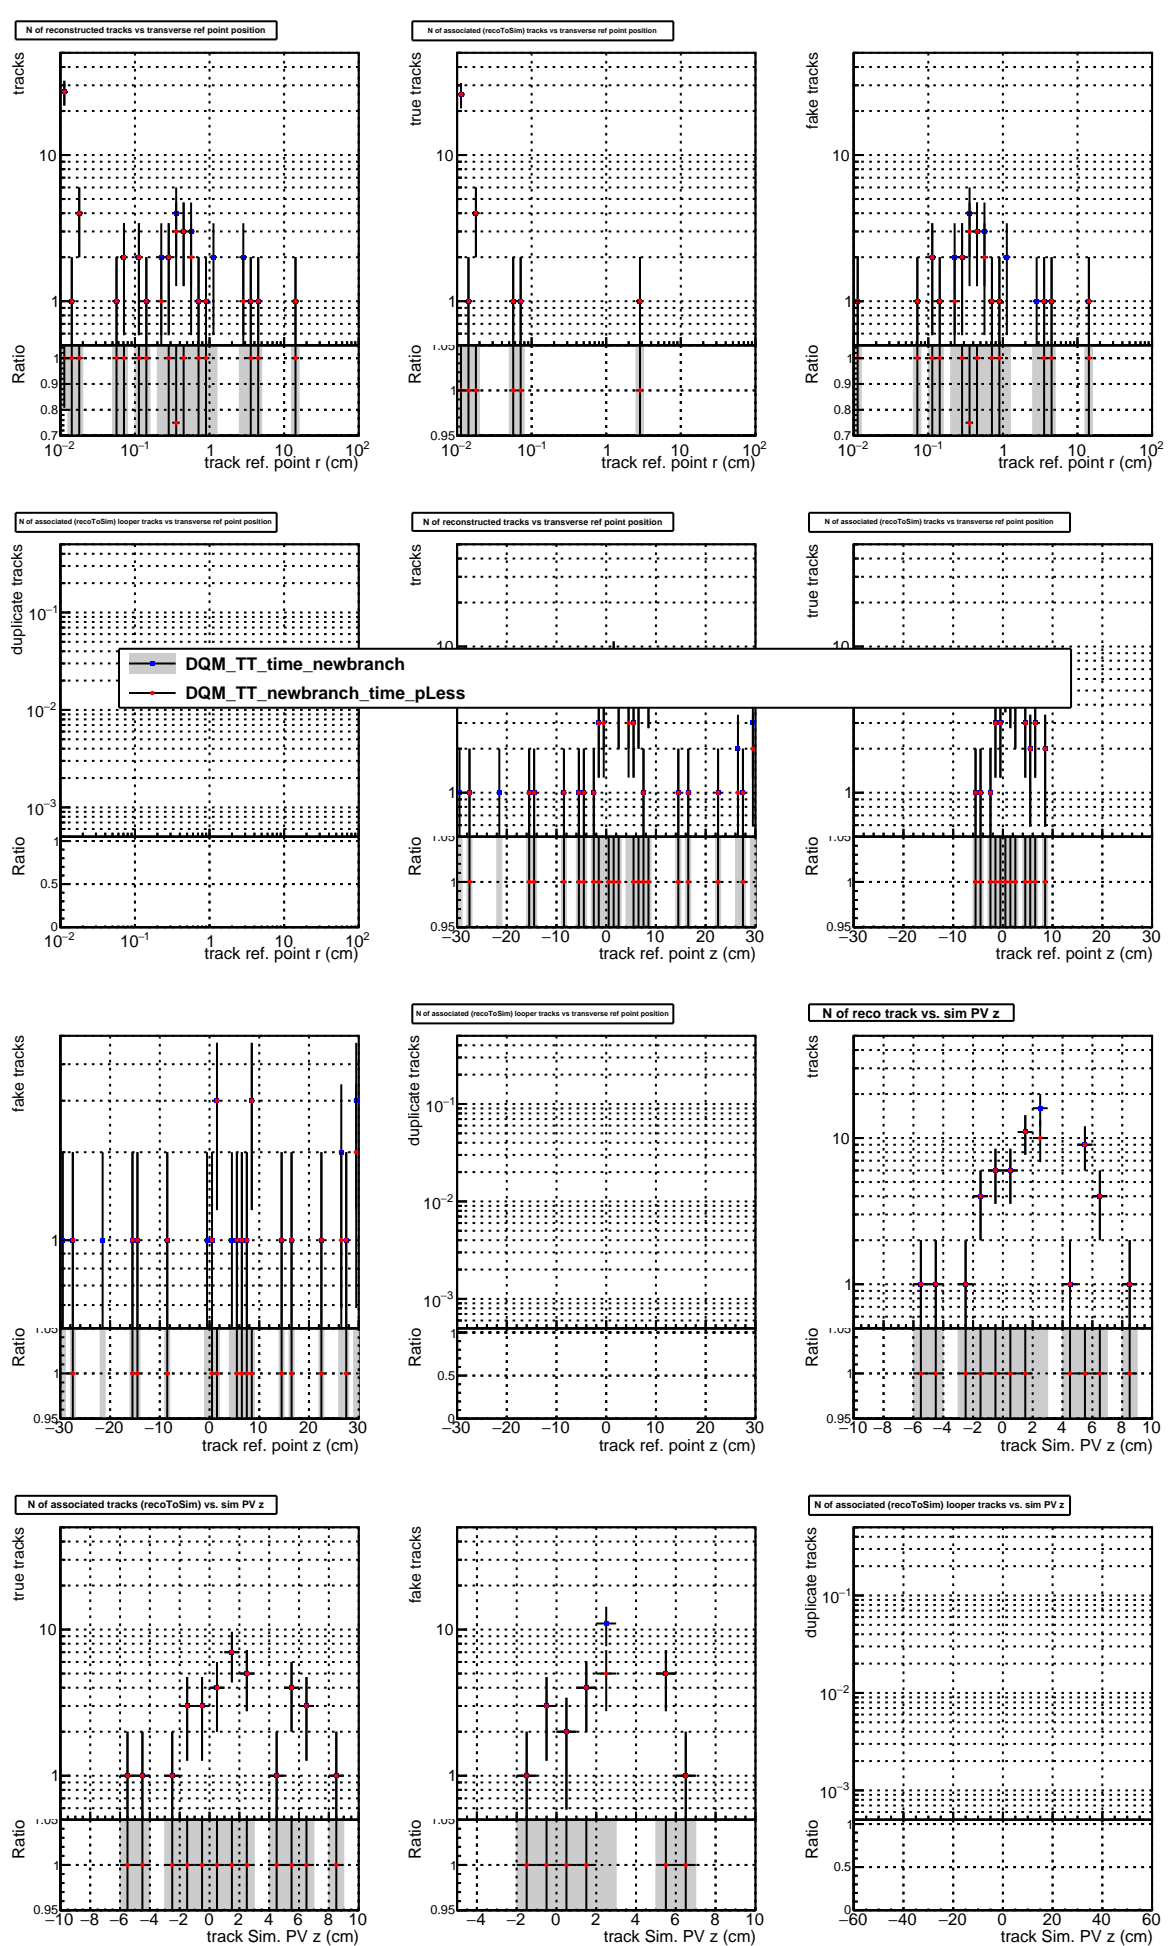 N of reconstructed tracks vs transverse ref point position
tracks
10
1
Ratio
1
0.9
0.8
0.7
10−2 10−1 1 10 102
track ref. point r (cm)
N of associated (recoToSim) tracks vs transverse ref point position
true tracks
10
1
1.05
Ratio
1
0.95
10−2 10−1 1 10 102
track ref. point r (cm)
fake tracks
10
1
Ratio
1
0.9
0.8
0.7
10−2 10−1 1 10 102
track ref. point r (cm)
N of associated (recoToSim) looper tracks vs transverse ref point position
duplicate tracks
10−1
10−2
10−3
Ratio
1
0.5
0
10−2 10−1 1 10 102
track ref. point r (cm)
N of reconstructed tracks vs transverse ref point position
tracks
10
1
1.05
Ratio
1
0.95
−30 −20 −10 0 10 20 30
track ref. point z (cm)
N of associated (recoToSim) tracks vs transverse ref point position
true tracks
1
1.05
Ratio
1
0.95
−30 −20 −10 0 10 20 30
track ref. point z (cm)
DQM_TT_time_newbranch
DQM_TT_newbranch_time_pLess
fake tracks
1
1.05
Ratio
1
0.95
−30 −20 −10 0 10 20 30
track ref. point z (cm)
N of associated (recoToSim) looper tracks vs transverse ref point position
duplicate tracks
10−1
10−2
10−3
Ratio
1
0.5
0
−30 −20 −10 0 10 20 30
track ref. point z (cm)
N of reco track vs. sim PV z
tracks
10
1
1.05
Ratio
1
0.95
−10 −8 −6 −4 −2 0 2 4 6 8 10
track Sim. PV z (cm)
N of associated tracks (recoToSim) vs. sim PV z
true tracks
10
1
1.05
Ratio
1
0.95
−10 −8 −6 −4 −2 0 2 4 6 8 10
track Sim. PV z (cm)
fake tracks
10
1
1.05
Ratio
1
0.95
−4 −2 0 2 4 6 8 10
track Sim. PV z (cm)
N of associated (recoToSim) looper tracks vs. sim PV z
duplicate tracks
10−1
10−2
10−3
Ratio
1
0.5
0
−60 −40 −20 0 20 40 60
track Sim. PV z (cm)